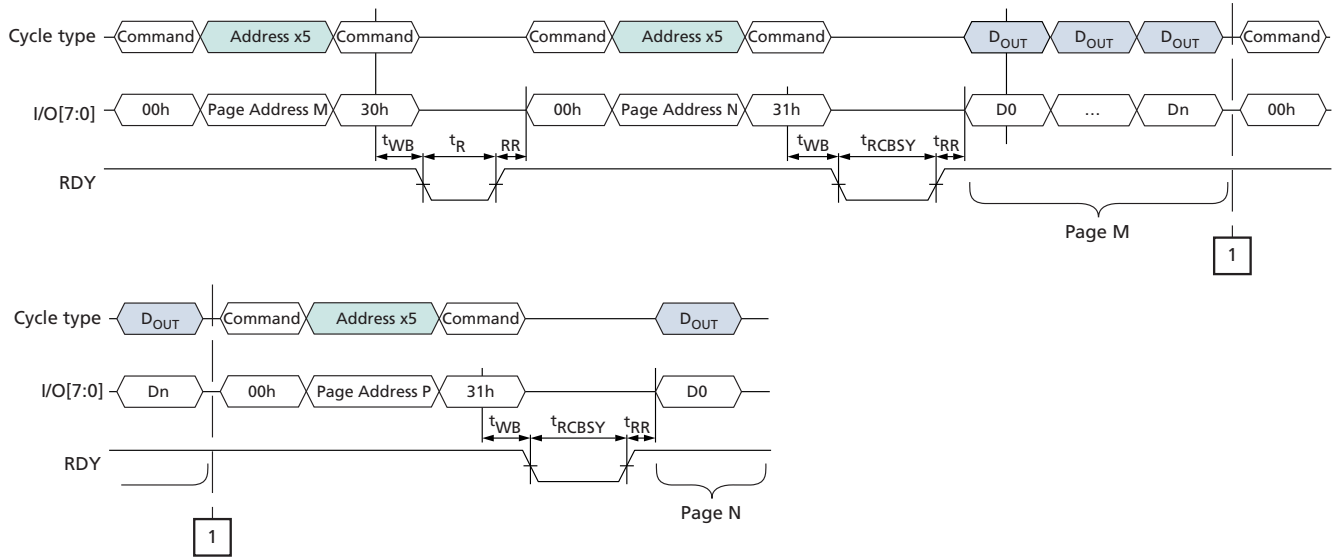 Cycle type Command Address x5 Command Command Address x5 Command DOUT DOUT DOUT Command
I/O[7:0] 00h Page Address M 30h 00h Page Address N 31h D0 ... Dn 00h
tWB tR RR tWB tRCBSY tRR
RDY
Page M
1
Cycle type DOUT Command Address x5 Command DOUT
I/O[7:0] Dn 00h Page Address P 31h D0
tWB tRCBSY tRR
RDY
Page N
1